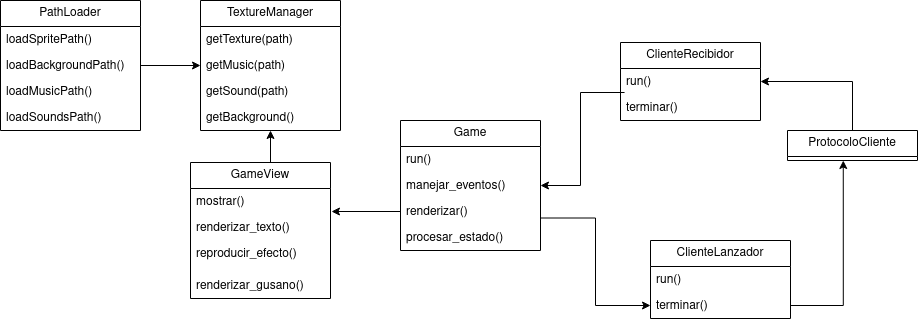 PathLoader
loadSpritePath()
loadBackgroundPath()
loadMusicPath()
loadSoundsPath()
TextureManager
getTexture(path)
getMusic(path)
getSound(path)
getBackground()
GameView
mostrar()
renderizar_texto()
reproducir_efecto()
renderizar_gusano()
Game
run()
manejar_eventos()
renderizar()
procesar_estado()
ClienteRecibidor
run()
terminar()
ProtocoloCliente
ClienteLanzador
run()
terminar()